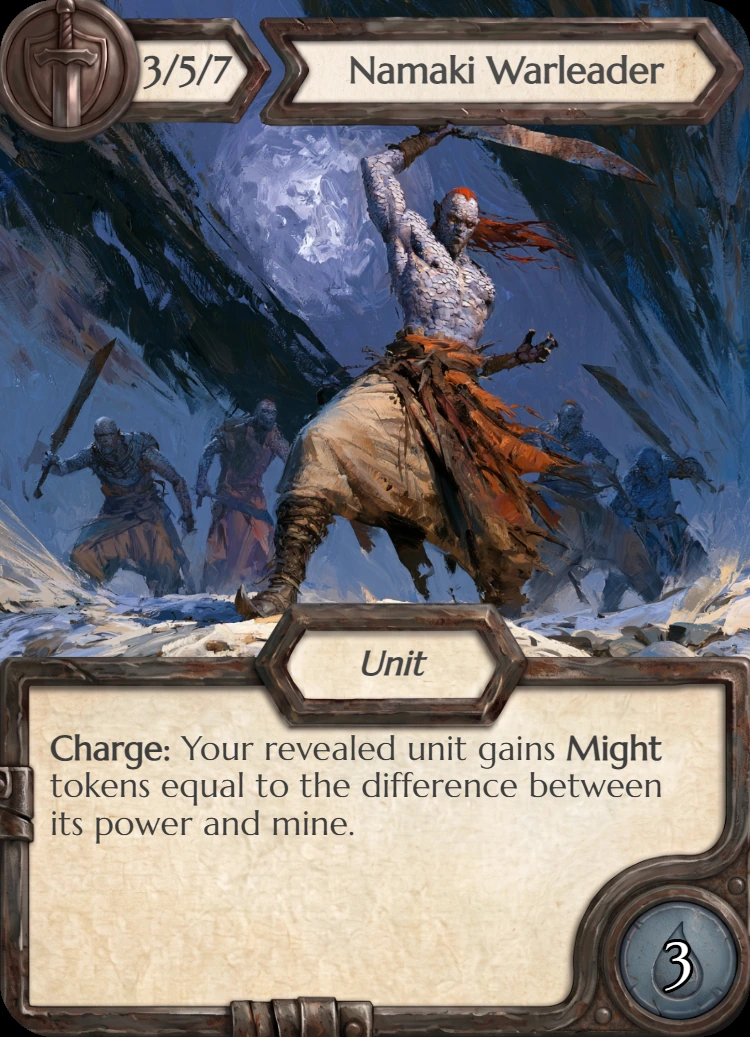 3/5/7
Namaki Warleader
Unit
Charge: Your revealed unit gains Might
tokens equal to the difference between
its power and mine.
3